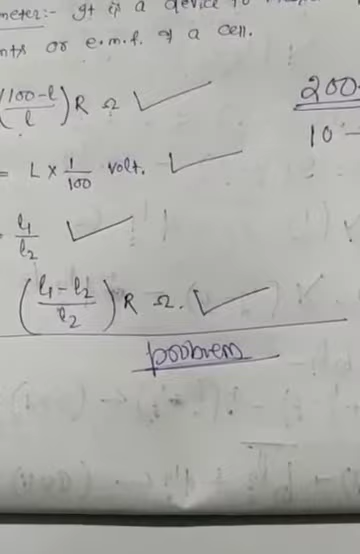 meter:- It is a device to
nts or e.m.f. of a cell.
(100-l/l) R Ω
200
10 -
= L × 1/100 volt.
= l₁/l₂
(l₁ - l₂/l₂) R Ω.
problem